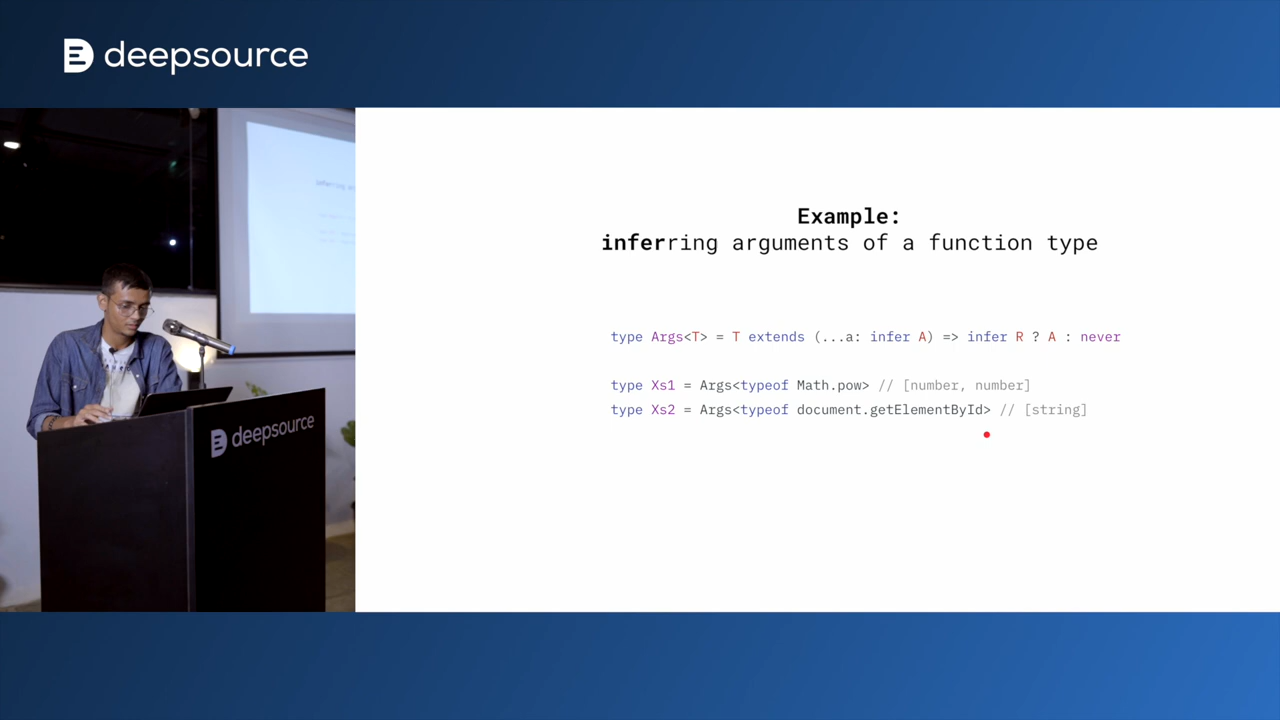 deepsource
Example:
inferring arguments of a function type
type Args<T> = T extends (...a: infer A) => infer R ? A : never
type Xs1 = Args<typeof Math.pow> // [number, number]
type Xs2 = Args<typeof document.getElementById> // [string]
deepsource